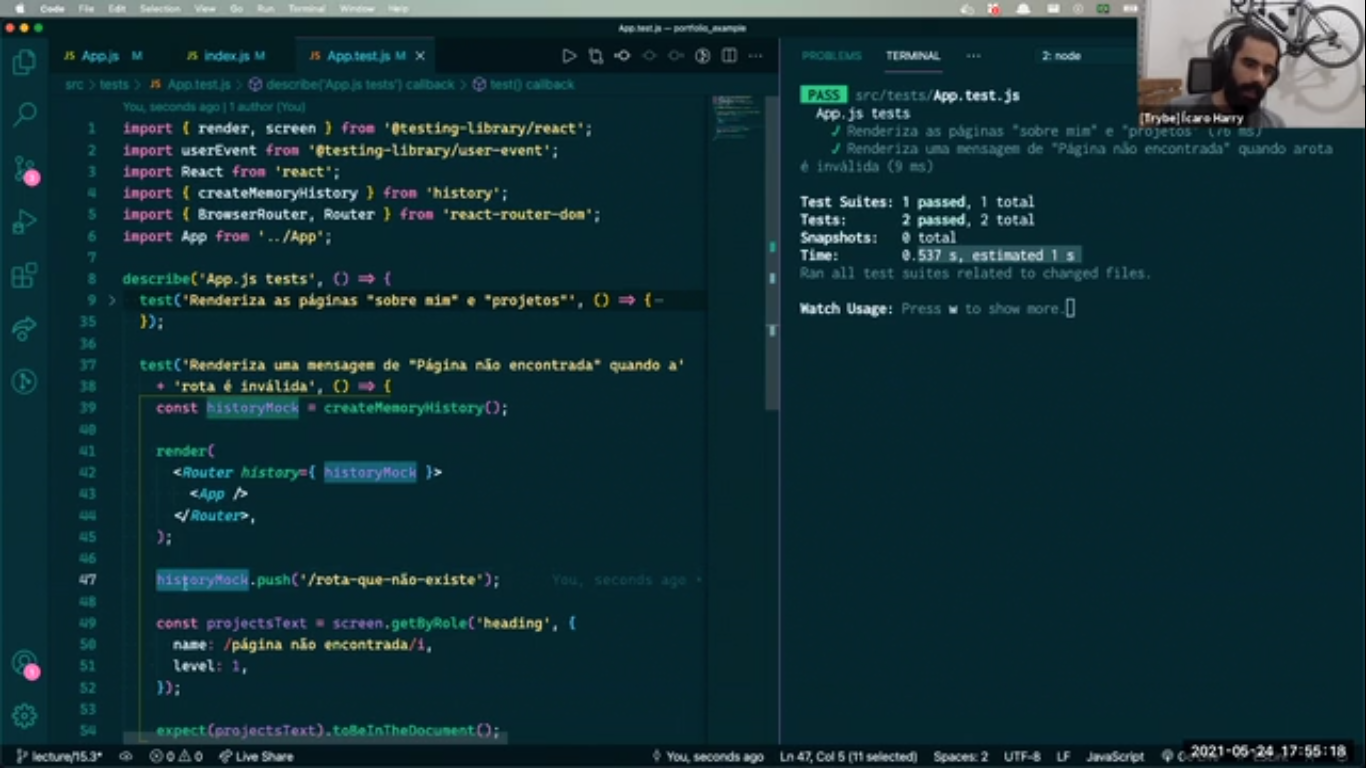 Code File Edit Selection View Go Run Terminal Window Help
App.test.js — portfolio_example
JS App.js M
JS index.js M
JS App.test.js M
PROBLEMS TERMINAL ... 2: node
src > tests > JS App.test.js > describe('App.js tests') callback > test() callback
You, seconds ago | 1 author (You)
1 import { render, screen } from '@testing-library/react';
2 import userEvent from '@testing-library/user-event';
3 import React from 'react';
4 import { createMemoryHistory } from 'history';
5 import { BrowserRouter, Router } from 'react-router-dom';
6 import App from '../App';
7
8 describe('App.js tests', () => {
9 test('Renderiza as páginas "sobre mim" e "projetos"', () => {
35 });
36
37 test('Renderiza uma mensagem de "Página não encontrada" quando a'
38 + 'rota é inválida', () => {
39 const historyMock = createMemoryHistory();
40
41 render(
42 <Router history={ historyMock }>
43 <App />
44 </Router>,
45 );
46
47 historyMock.push('/rota-que-não-existe'); You, seconds ago •
48
49 const projectsText = screen.getByRole('heading', {
50 name: /página não encontrada/i,
51 level: 1,
52 });
53
54 expect(projectsText).toBeInTheDocument();
PASS src/tests/App.test.js
App.js tests
✓ Renderiza as páginas "sobre mim" e "projetos" (76 ms)
✓ Renderiza uma mensagem de "Página não encontrada" quando arota
é inválida (9 ms)
Test Suites: 1 passed, 1 total
Tests: 2 passed, 2 total
Snapshots: 0 total
Time: 0.537 s, estimated 1 s
Ran all test suites related to changed files.
Watch Usage: Press w to show more.
[Trybe] Ícaro Harry
lecture/15.3* 0 0 Live Share
You, seconds ago Ln 47, Col 5 (11 selected) Spaces: 2 UTF-8 LF JavaScript
2021-05-24 17:55:18